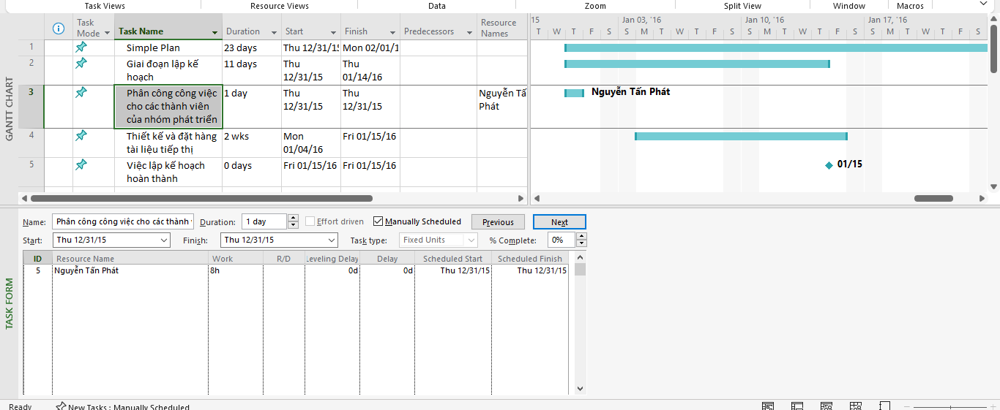 Task Views Resource Views Data Zoom Split View Window Macros
GANTT CHART
Task Mode Task Name Duration Start Finish Predecessors Resource Names
15 Jan 03, '16 Jan 10, '16 Jan 17, '16
T W T F S S M T W T F S S M T W T F S S M T W T F S
1 Simple Plan 23 days Thu 12/31/15 Mon 02/01/1
2 Giai đoạn lập kế hoạch 11 days Thu 12/31/15 Thu 01/14/16
3 Phân công công việc cho các thành viên của nhóm phát triển 1 day Thu 12/31/15 Thu 12/31/15 Nguyễn Tấn Phát
Nguyễn Tấn Phát
4 Thiết kế và đặt hàng tài liệu tiếp thị 2 wks Mon 01/04/16 Fri 01/15/16
5 Việc lập kế hoạch hoàn thành 0 days Fri 01/15/16 Fri 01/15/16
01/15
TASK FORM
Name: Phân công công việc cho các thành Duration: 1 day Effort driven Manually Scheduled Previous Next
Start: Thu 12/31/15 Finish: Thu 12/31/15 Task type: Fixed Units % Complete: 0%
ID Resource Name Work R/D Leveling Delay Delay Scheduled Start Scheduled Finish
5 Nguyễn Tấn Phát 8h 0d 0d Thu 12/31/15 Thu 12/31/15
Ready New Tasks : Manually Scheduled